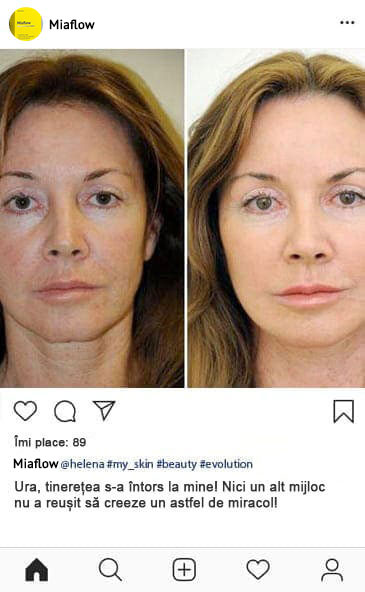 Miaflow
Miaflow
Îmi place: 89
Miaflow @helena #my_skin #beauty #evolution
Ura, tinerețea s-a întors la mine! Nici un alt mijloc
nu a reușit să creeze un astfel de miracol!